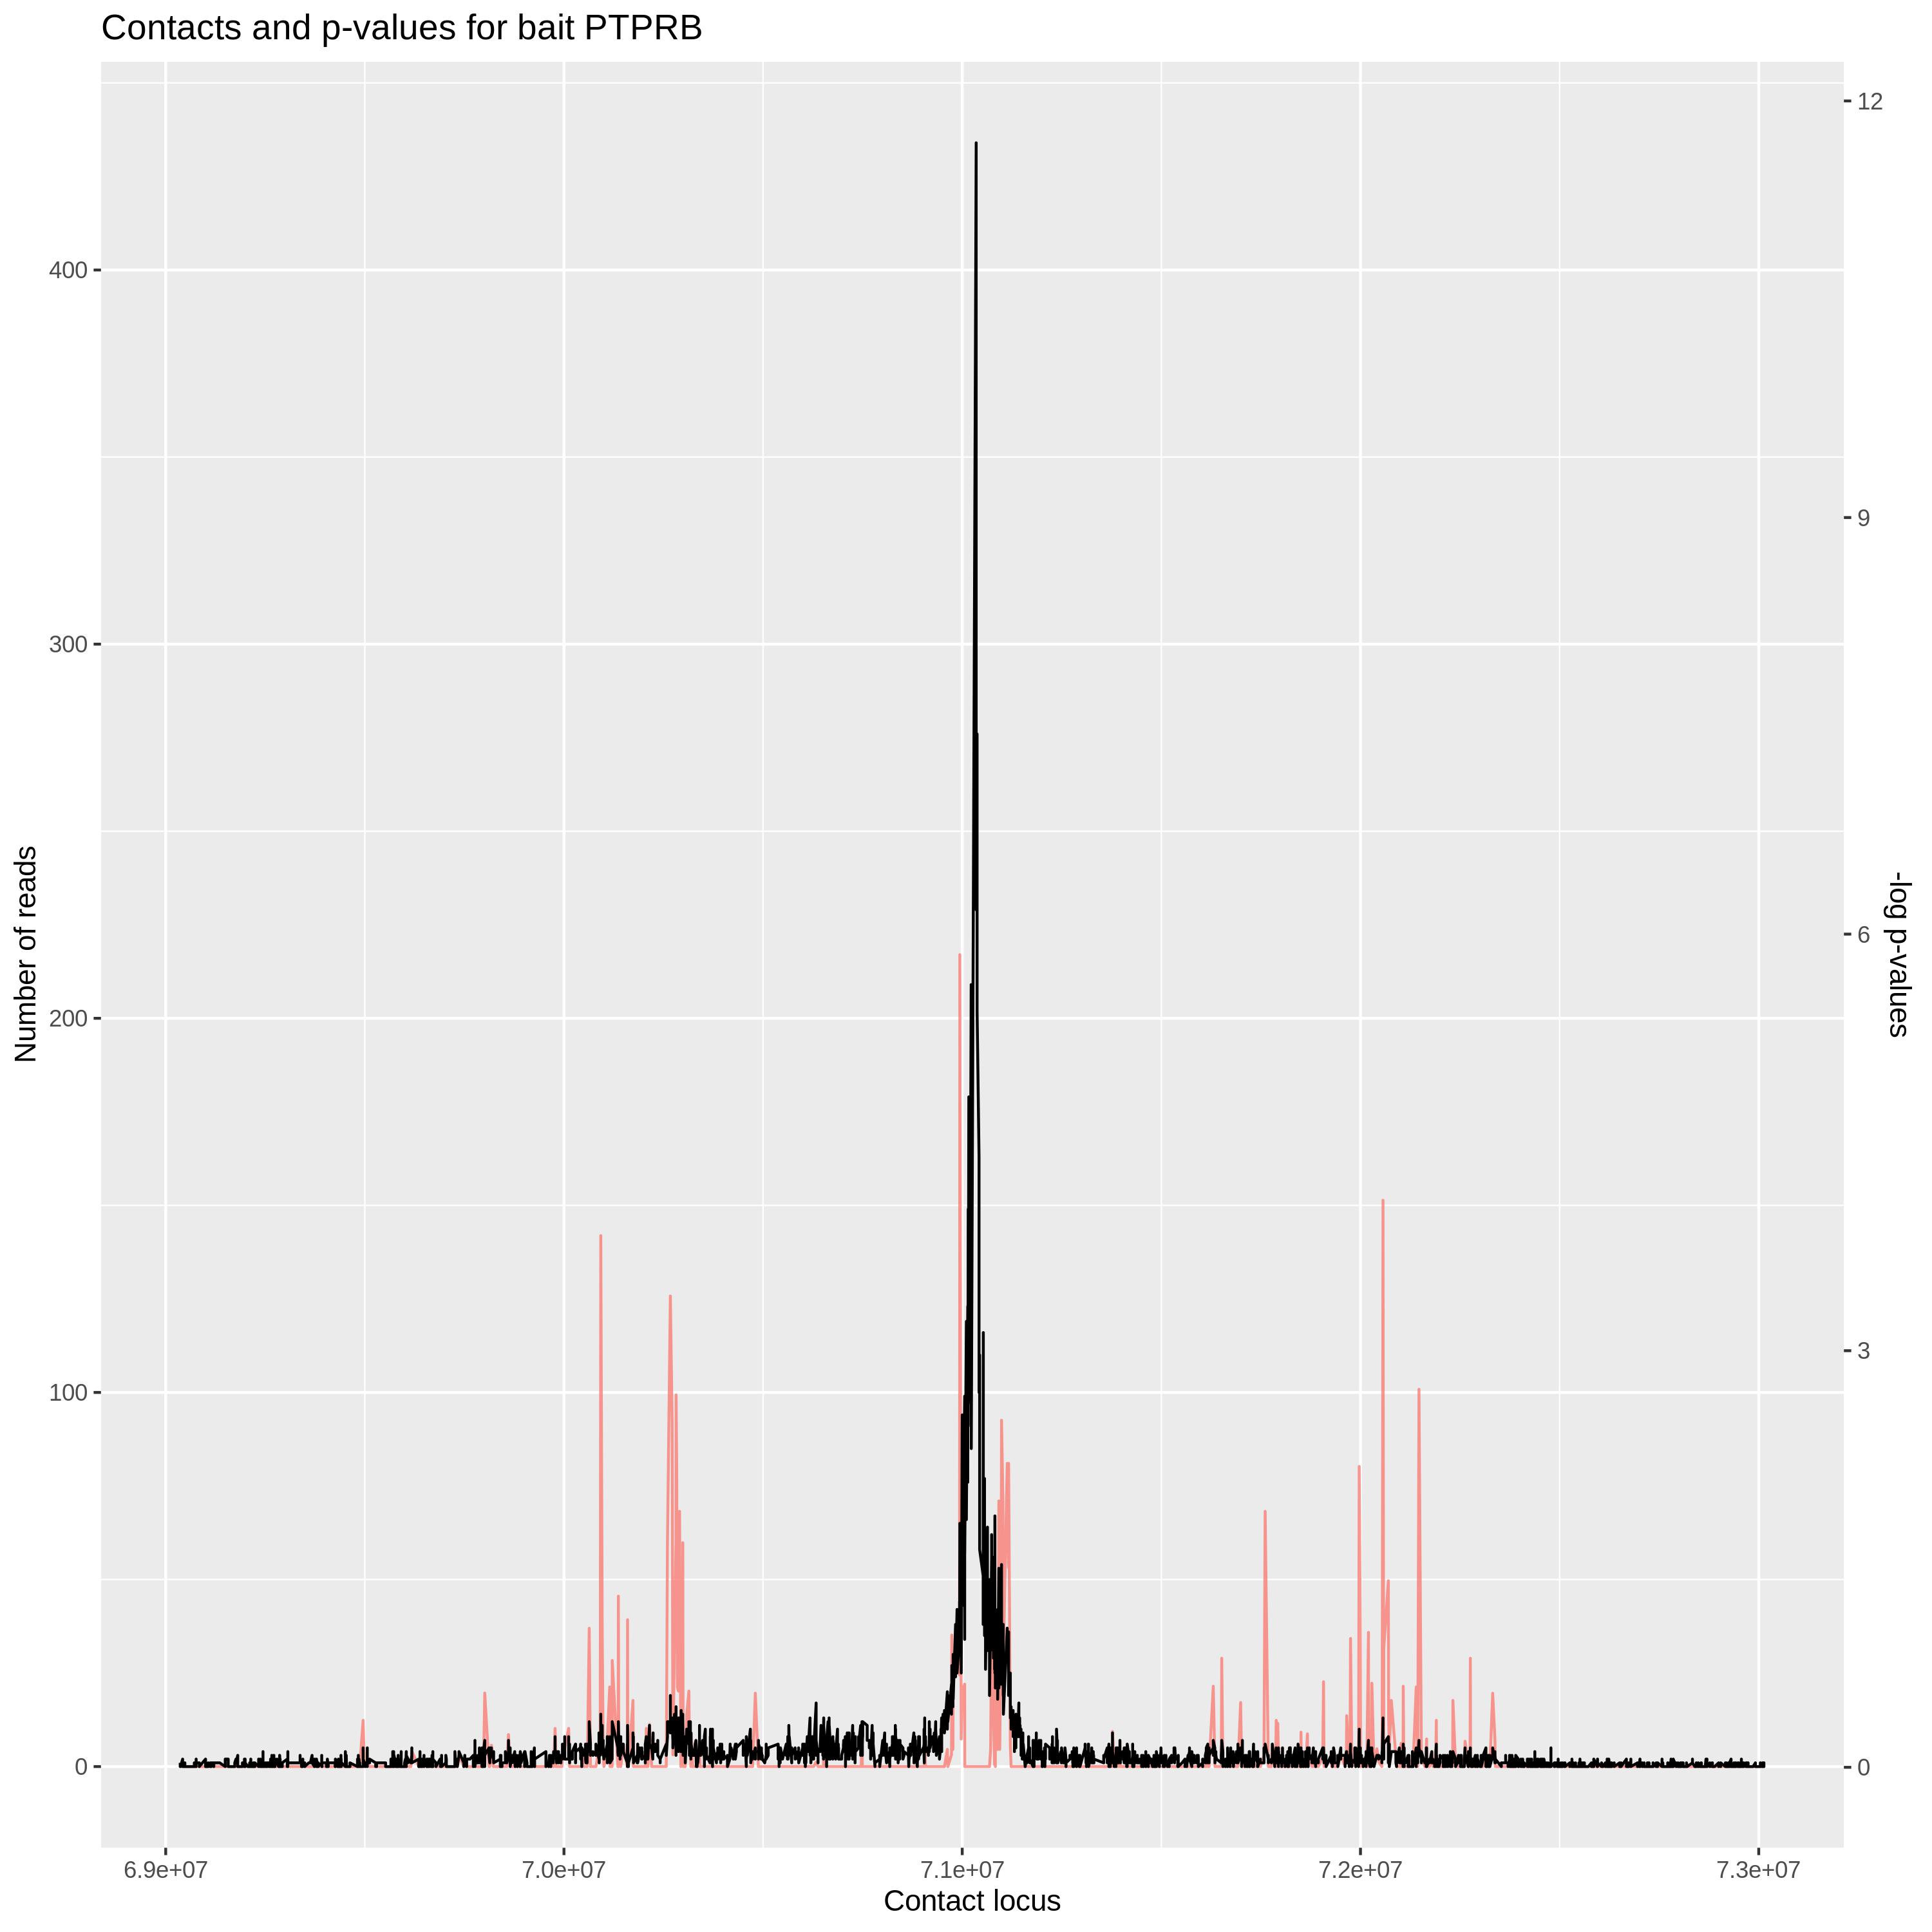 Contacts and p-values for bait PTPRB
12
400
9
300
Number of reads
6
-log p-values
200
3
100
0
0
6.9e+07 7.0e+07 7.1e+07 7.2e+07 7.3e+07
Contact locus